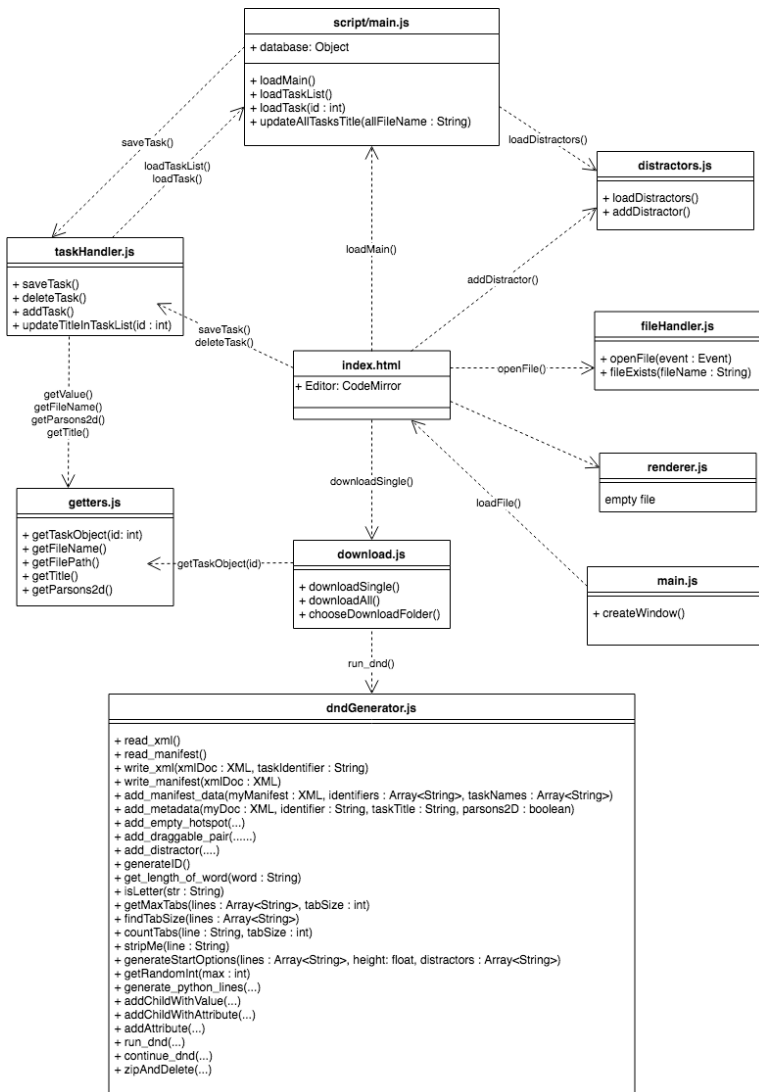 script/main.js
+ database: Object
+ loadMain()
+ loadTaskList()
+ loadTask(id : int)
+ updateAllTasksTitle(allFileName : String)
saveTask()
loadTaskList()
loadTask()
loadDistractors()
distractors.js
+ loadDistractors()
+ addDistractor()
loadMain()
addDistractor()
taskHandler.js
+ saveTask()
+ deleteTask()
+ addTask()
+ updateTitleInTaskList(id : int)
saveTask()
deleteTask()
fileHandler.js
+ openFile(event : Event)
+ fileExists(fileName : String)
index.html
+ Editor: CodeMirror
openFile()
getValue()
getFileName()
getParsons2d()
getTitle()
renderer.js
empty file
downloadSingle()
loadFile()
getters.js
+ getTaskObject(id: int)
+ getFileName()
+ getFilePath()
+ getTitle()
+ getParsons2d()
getTaskObject(id)
download.js
+ downloadSingle()
+ downloadAll()
+ chooseDownloadFolder()
main.js
+ createWindow()
run_dnd()
dndGenerator.js
+ read_xml()
+ read_manifest()
+ write_xml(xmlDoc : XML, taskIdentifier : String)
+ write_manifest(xmlDoc : XML)
+ add_manifest_data(myManifest : XML, identifiers : Array<String>, taskNames : Array<String>)
+ add_metadata(myDoc : XML, identifier : String, taskTitle : String, parsons2D : boolean)
+ add_empty_hotspot(...)
+ add_draggable_pair(......)
+ add_distractor(....)
+ generateID()
+ get_length_of_word(word : String)
+ isLetter(str : String)
+ getMaxTabs(lines : Array<String>, tabSize : int)
+ findTabSize(lines : Array<String>)
+ countTabs(line : String, tabSize : int)
+ stripMe(line : String)
+ generateStartOptions(lines : Array<String>, height: float, distractors : Array<String>)
+ getRandomInt(max : int)
+ generate_python_lines(...)
+ addChildWithValue(...)
+ addChildWithAttribute(...)
+ addAttribute(...)
+ run_dnd(...)
+ continue_dnd(...)
+ zipAndDelete(...)